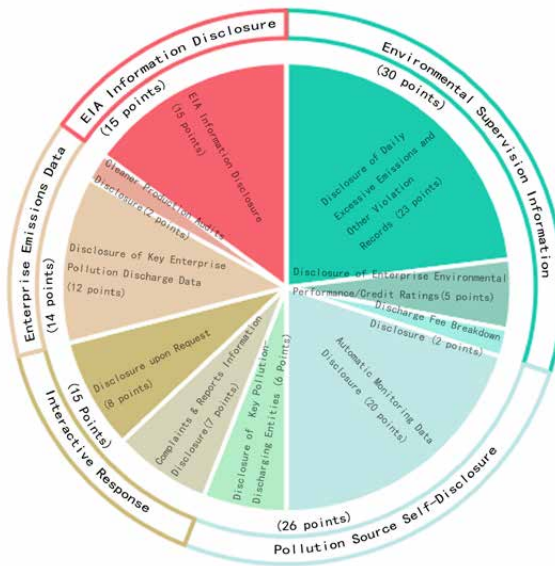 Environmental Supervision Information
(30 points)
Disclosure of Daily
Excessive Emissions and
Other Violation
Records (23 points)
Disclosure of Enterprise Environmental
Performance/Credit Ratings(5 points)
Discharge Fee Breakdown
Disclosure (2 points)
Pollution Source Self-Disclosure
(26 points)
Automatic Monitoring Data
Disclosure (20 points)
Disclosure of Key Pollution-
Discharging Entities (6 Points)
Interactive Response
(15 Points)
Complaints & Reports Information
Disclosure(7 points)
Disclosure upon Request
(8 points)
Enterprise Emissions Data
(14 points)
Disclosure of Key Enterprise
Pollution Discharge Data
(12 points)
Cleaner Production Audits
Disclosure(2 points)
EIA Information Disclosure
(15 points)
EIA Information Disclosure
(15 points)